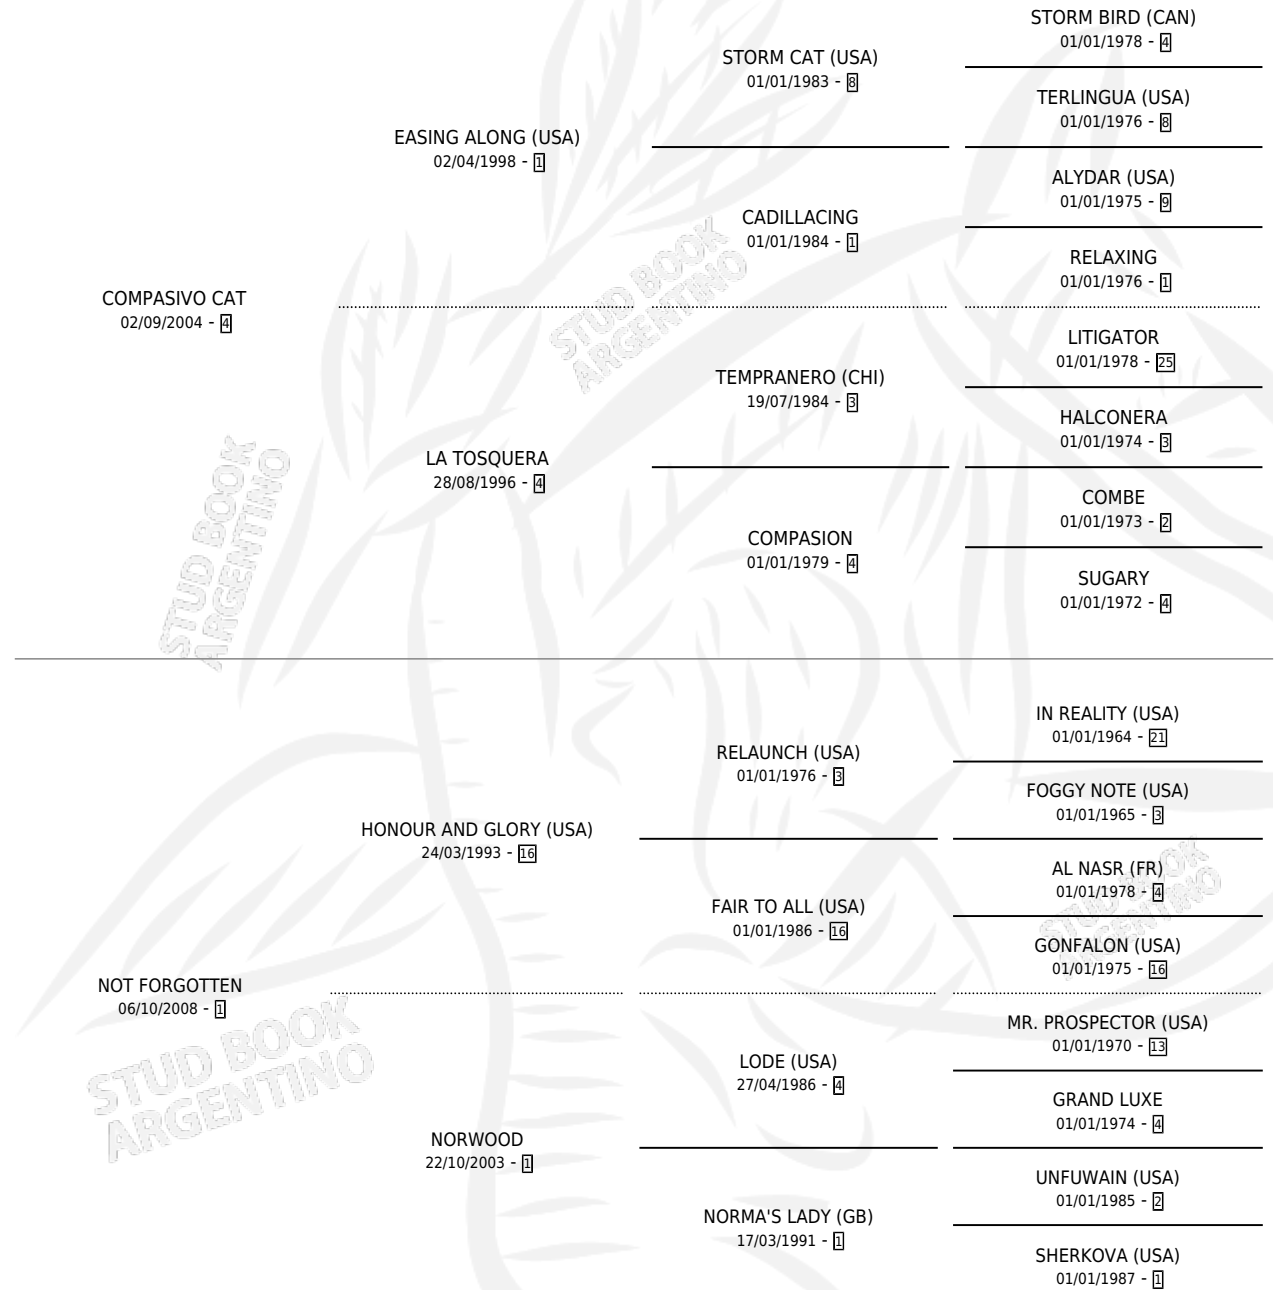 STORM BIRD (CAN)
01/01/1978 - 4
STORM CAT (USA)
01/01/1983 - 8
TERLINGUA (USA)
01/01/1976 - 8
EASING ALONG (USA)
02/04/1998 - 1
ALYDAR (USA)
01/01/1975 - 9
CADILLACING
01/01/1984 - 1
RELAXING
01/01/1976 - 1
COMPASIVO CAT
02/09/2004 - 4
LITIGATOR
01/01/1978 - 25
TEMPRANERO (CHI)
19/07/1984 - 3
HALCONERA
01/01/1974 - 3
LA TOSQUERA
28/08/1996 - 4
COMBE
01/01/1973 - 2
COMPASION
01/01/1979 - 4
SUGARY
01/01/1972 - 4
IN REALITY (USA)
01/01/1964 - 21
RELAUNCH (USA)
01/01/1976 - 3
FOGGY NOTE (USA)
01/01/1965 - 3
HONOUR AND GLORY (USA)
24/03/1993 - 16
AL NASR (FR)
01/01/1978 - 4
FAIR TO ALL (USA)
01/01/1986 - 16
GONFALON (USA)
01/01/1975 - 16
NOT FORGOTTEN
06/10/2008 - 1
MR. PROSPECTOR (USA)
01/01/1970 - 13
LODE (USA)
27/04/1986 - 4
GRAND LUXE
01/01/1974 - 4
NORWOOD
22/10/2003 - 1
UNFUWAIN (USA)
01/01/1985 - 2
NORMA'S LADY (GB)
17/03/1991 - 1
SHERKOVA (USA)
01/01/1987 - 1
STUD BOOK
ARGENTINO
STUD BOOK
ARGENTINO
STUD BOOK
ARGENTINO
STUD BOOK
ARGENTINO